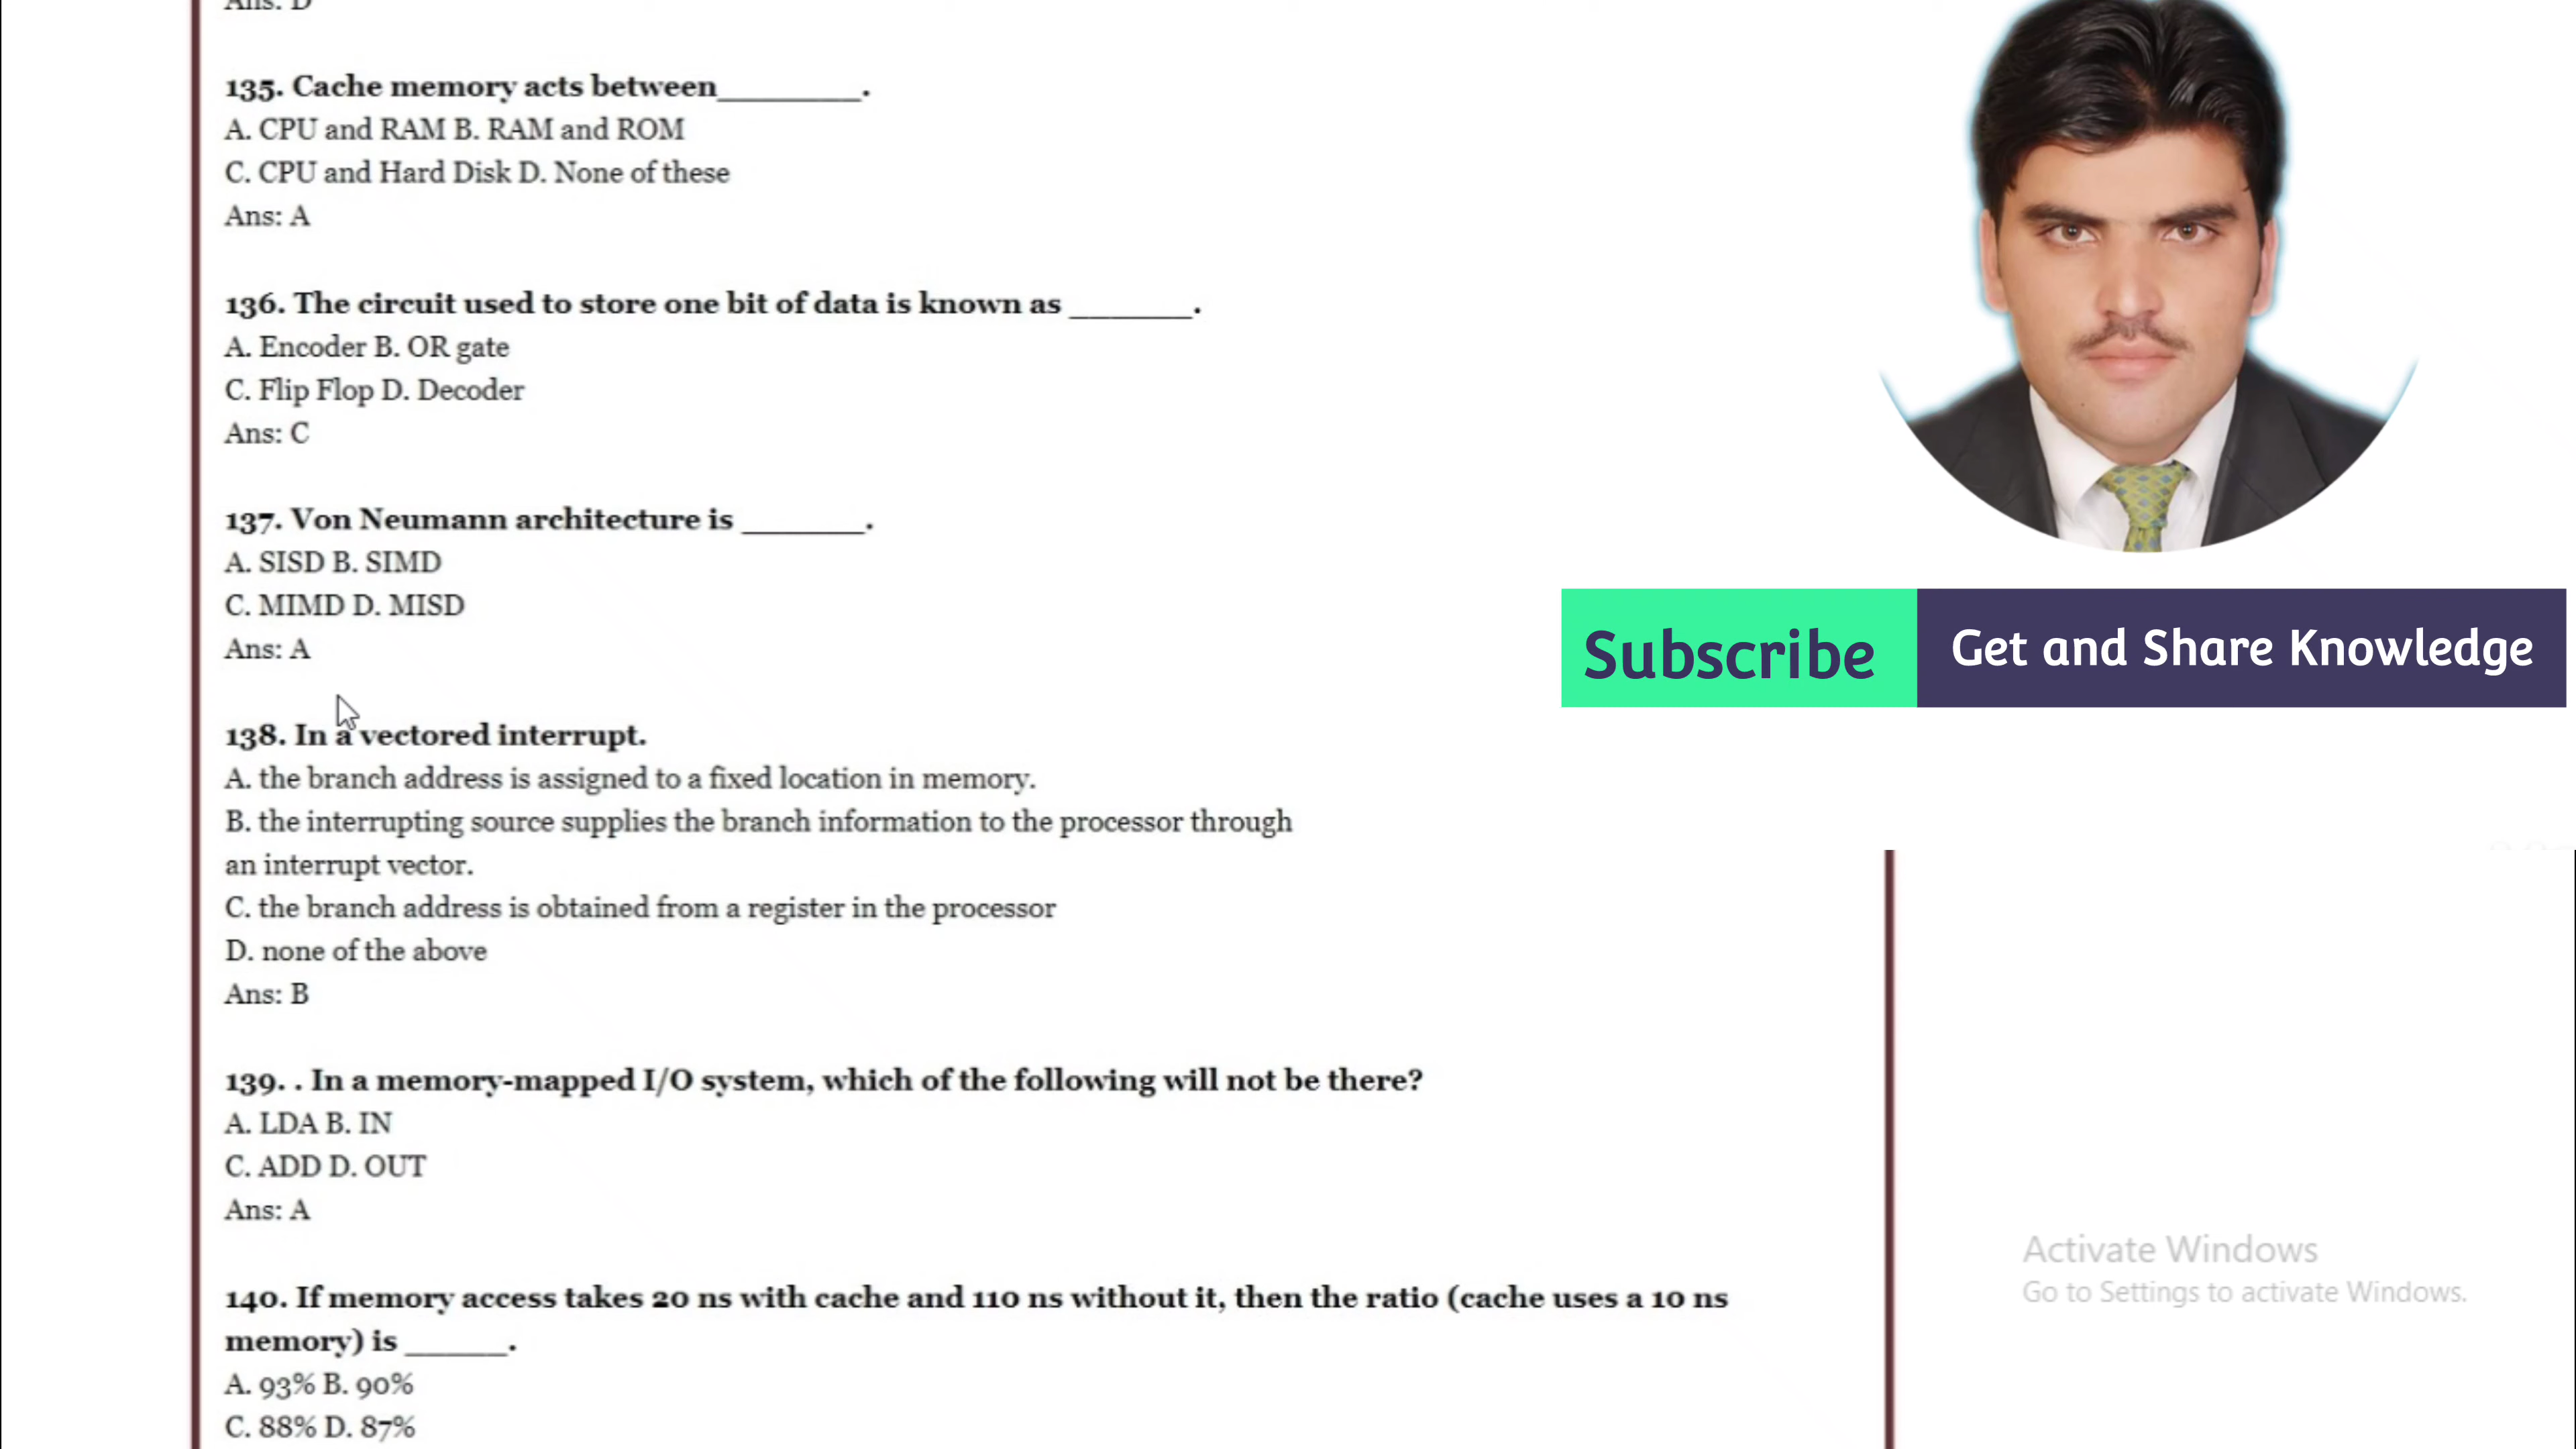 Ans: D
135. Cache memory acts between_______.
A. CPU and RAM B. RAM and ROM
C. CPU and Hard Disk D. None of these
Ans: A
136. The circuit used to store one bit of data is known as ______.
A. Encoder B. OR gate
C. Flip Flop D. Decoder
Ans: C
137. Von Neumann architecture is ______.
A. SISD B. SIMD
C. MIMD D. MISD
Ans: A
138. In a vectored interrupt.
A. the branch address is assigned to a fixed location in memory.
B. the interrupting source supplies the branch information to the processor through
an interrupt vector.
C. the branch address is obtained from a register in the processor
D. none of the above
Ans: B
139. . In a memory-mapped I/O system, which of the following will not be there?
A. LDA B. IN
C. ADD D. OUT
Ans: A
140. If memory access takes 20 ns with cache and 110 ns without it, then the ratio (cache uses a 10 ns
memory) is _____.
A. 93% B. 90%
C. 88% D. 87%
Subscribe
Get and Share Knowledge
Activate Windows
Go to Settings to activate Windows.